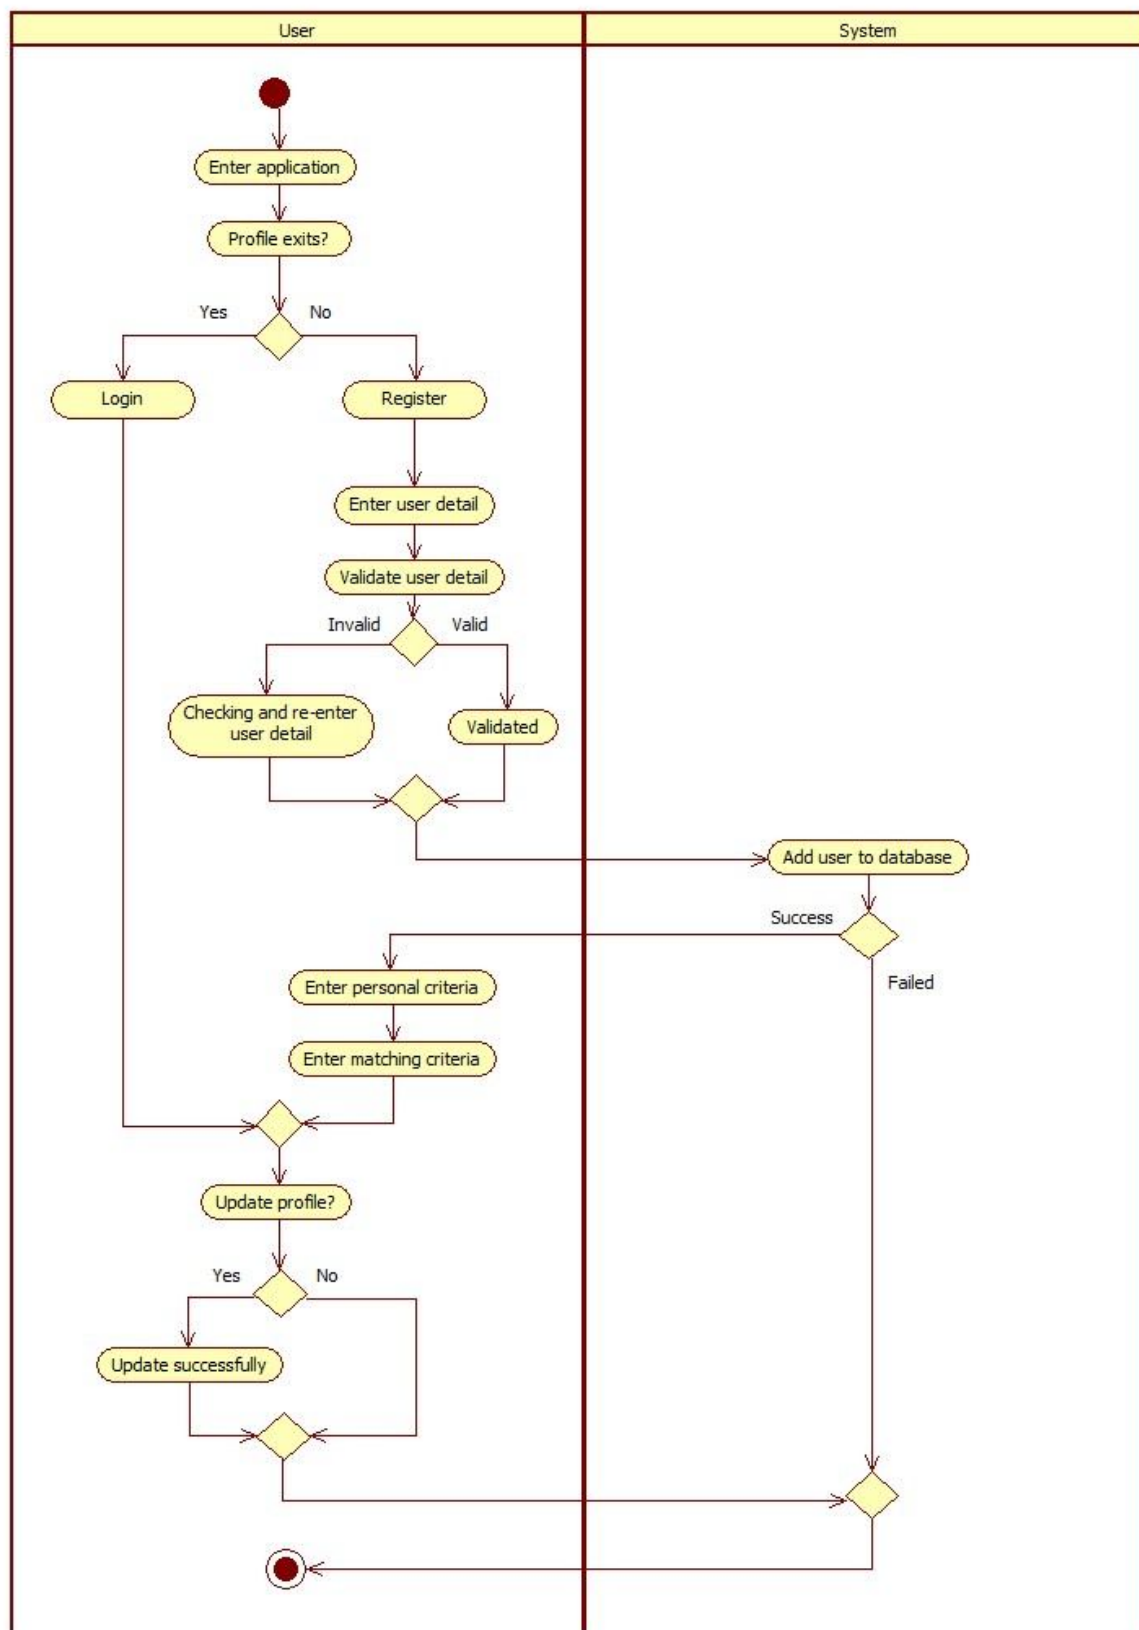 User
System
Enter application
Profile exits?
Yes
No
Login
Register
Enter user detail
Validate user detail
Invalid
Valid
Checking and re-enter
user detail
Validated
Add user to database
Success
Failed
Enter personal criteria
Enter matching criteria
Update profile?
Yes
No
Update successfully